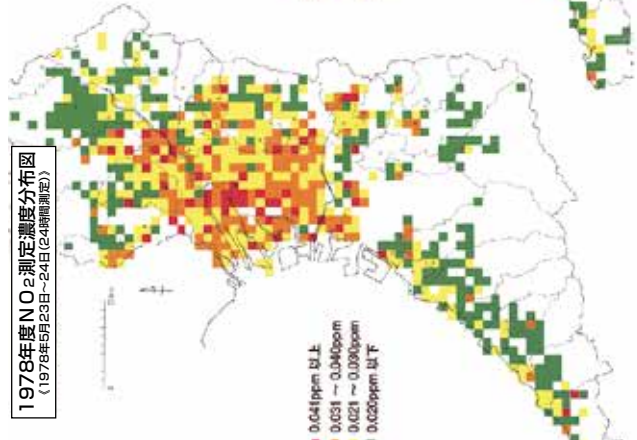 1978年度NO₂測定濃度分布図
《1978年5月23日～24日(24時間測定)》
0.041ppm 以上
0.031 ～ 0.040ppm
0.021 ～ 0.030ppm
0.020ppm 以下